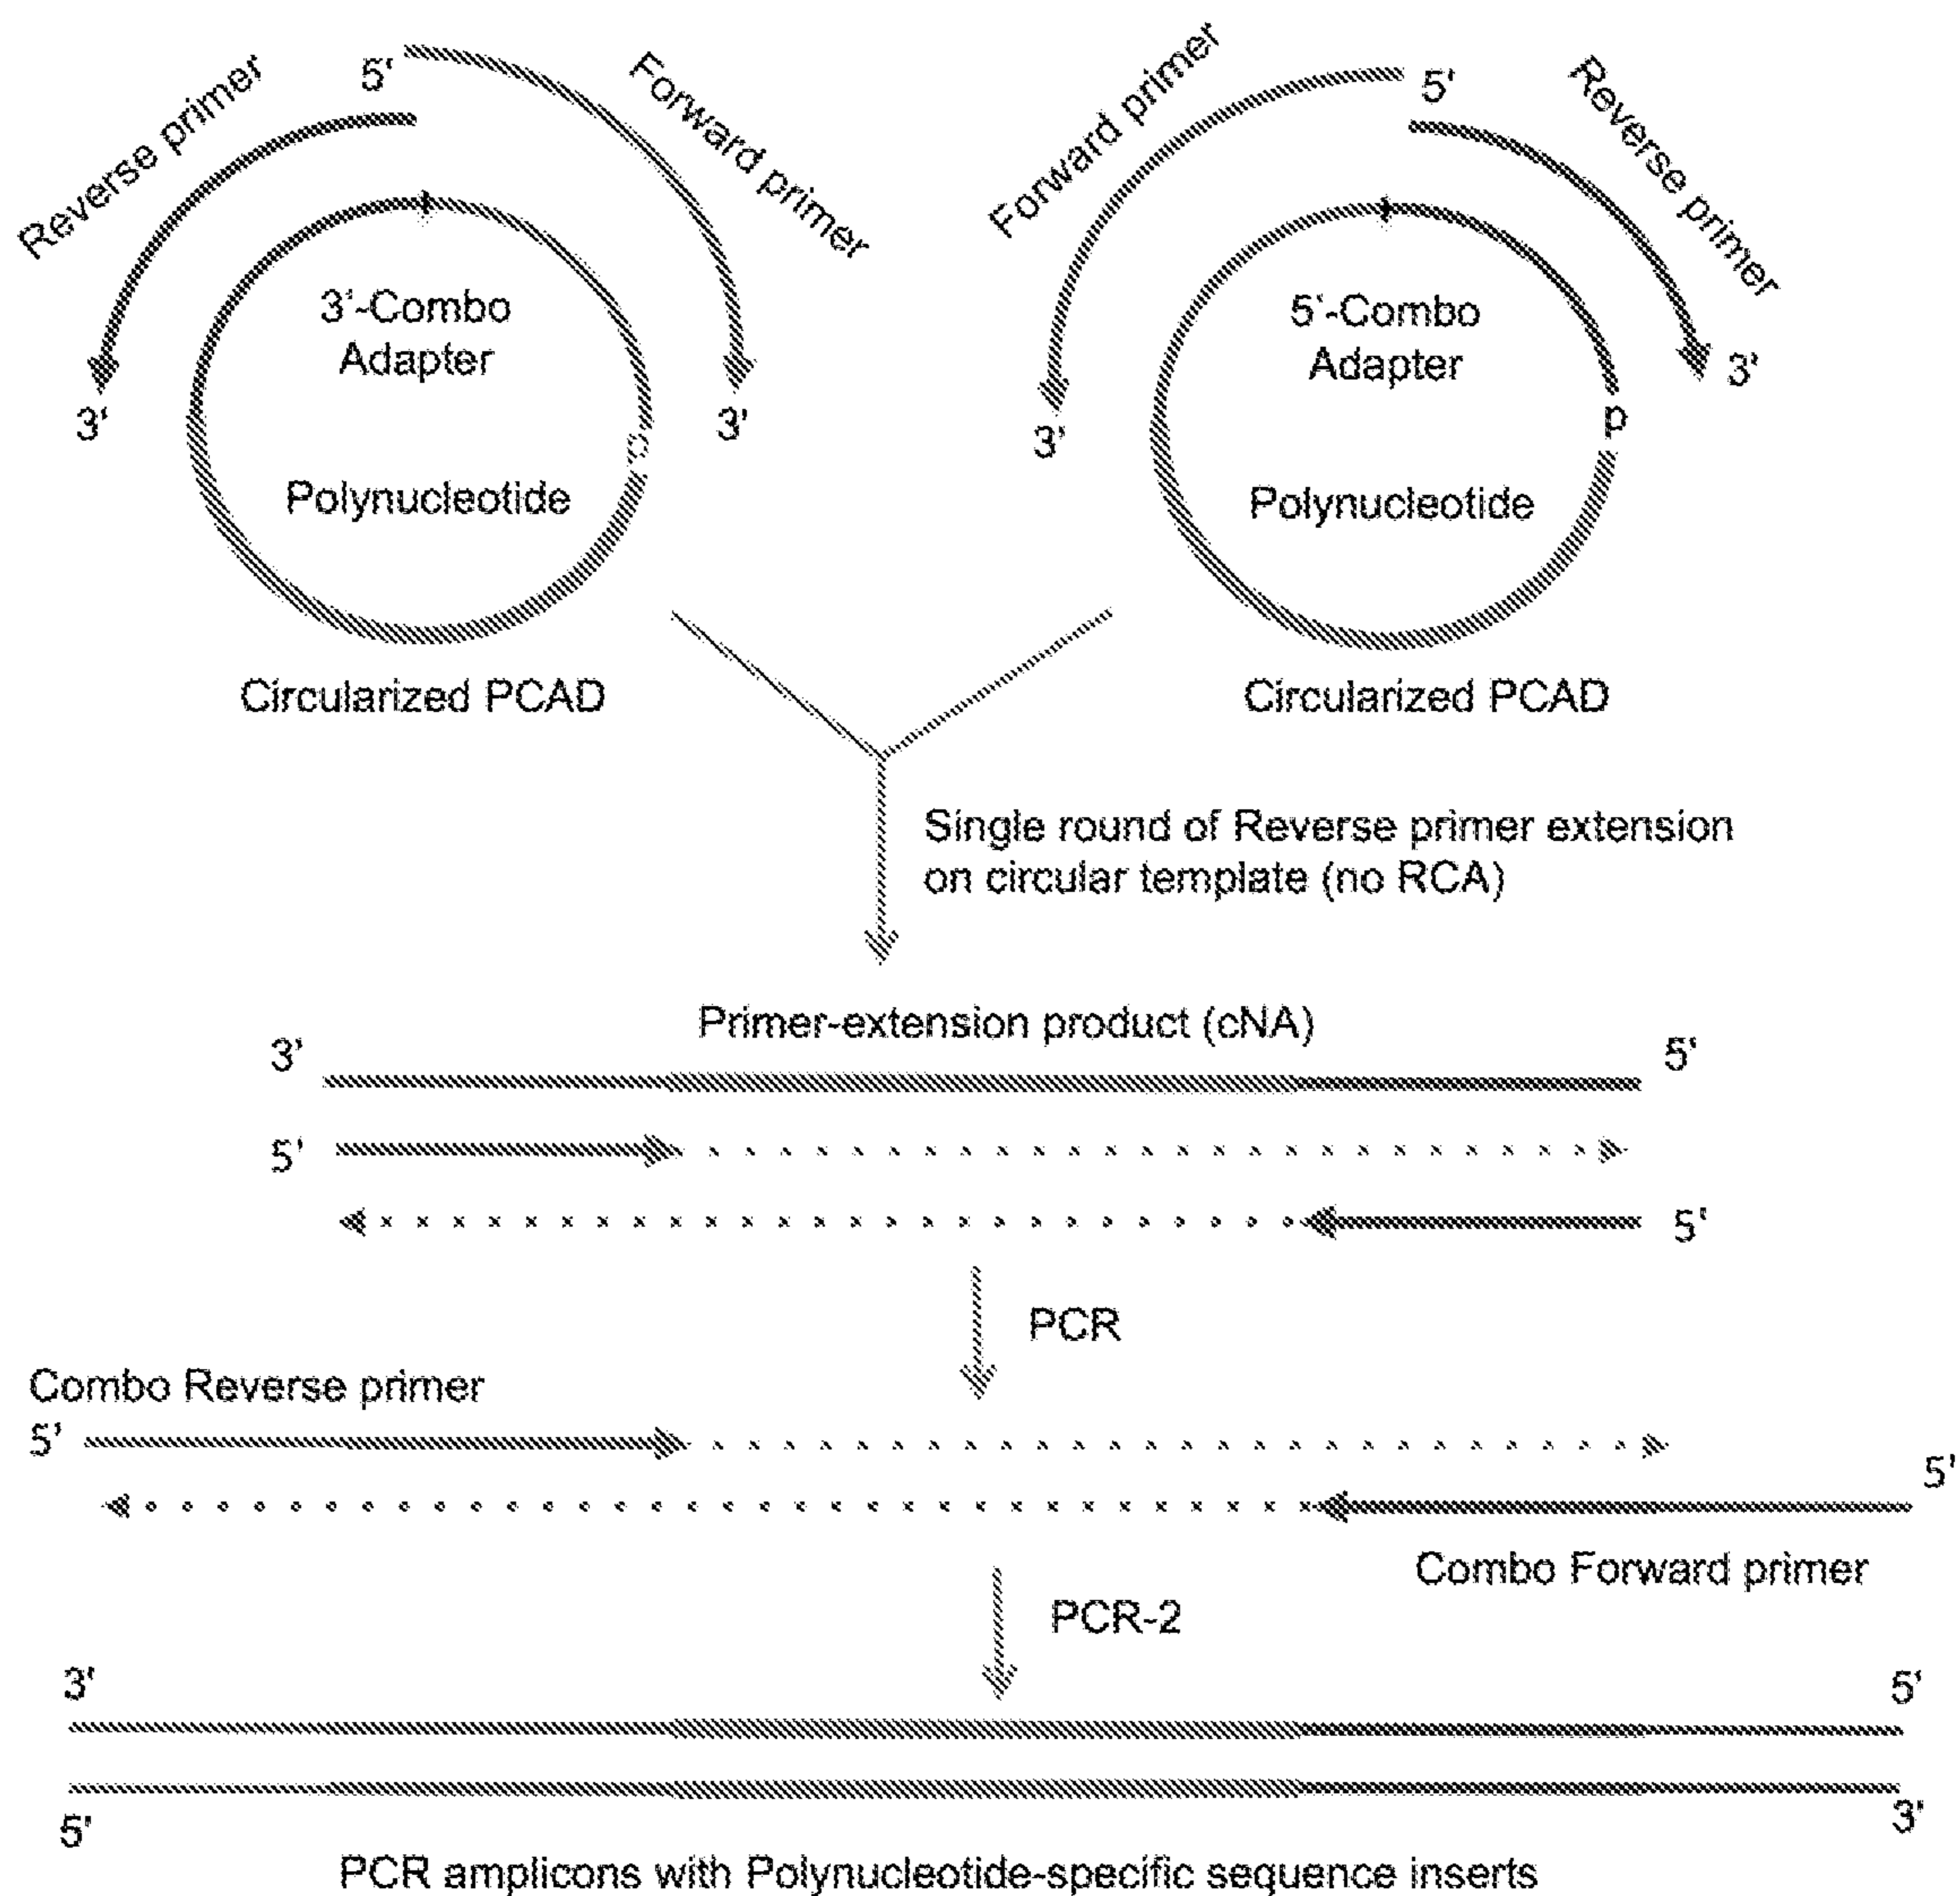 Reverse primer
5'
Forward primer
3'-Combo
Adapter
3'
3'
Polynucleotide
Circularized PCAD
Forward primer
5'
Reverse primer
5'-Combo
Adapter
3'
3'
p
Polynucleotide
Circularized PCAD
Single round of Reverse primer extension
on circular template (no RCA)
Primer-extension product (cNA)
3'
5'
5'
5'
PCR
Combo Reverse primer
5'
5'
Combo Forward primer
PCR-2
3'
5'
5'
3'
PCR amplicons with Polynucleotide-specific sequence inserts